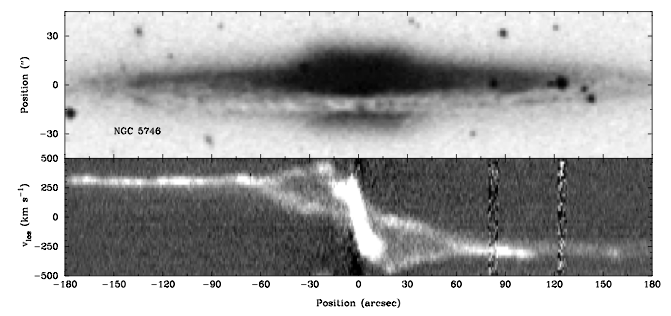 Position (")
30
0
−30
NGC 5746
v_los (km s⁻¹)
500
250
0
−250
−500
−180 −150 −120 −90 −60 −30 0 30 60 90 120 150 180
Position (arcsec)